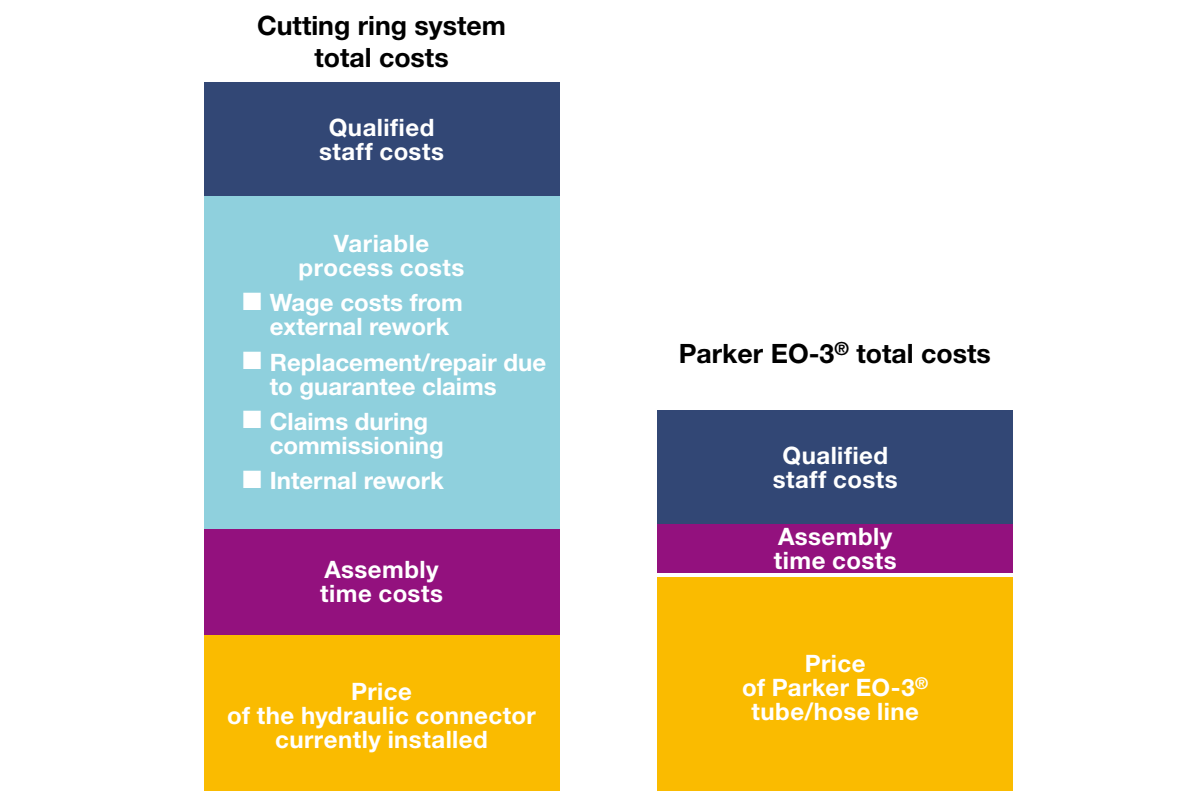 Cutting ring system
total costs
Qualified
staff costs
Variable
process costs
■ Wage costs from
external rework
■ Replacement/repair due
to guarantee claims
■ Claims during
commissioning
■ Internal rework
Assembly
time costs
Price
of the hydraulic connector
currently installed
Parker EO-3® total costs
Qualified
staff costs
Assembly
time costs
Price
of Parker EO-3®
tube/hose line